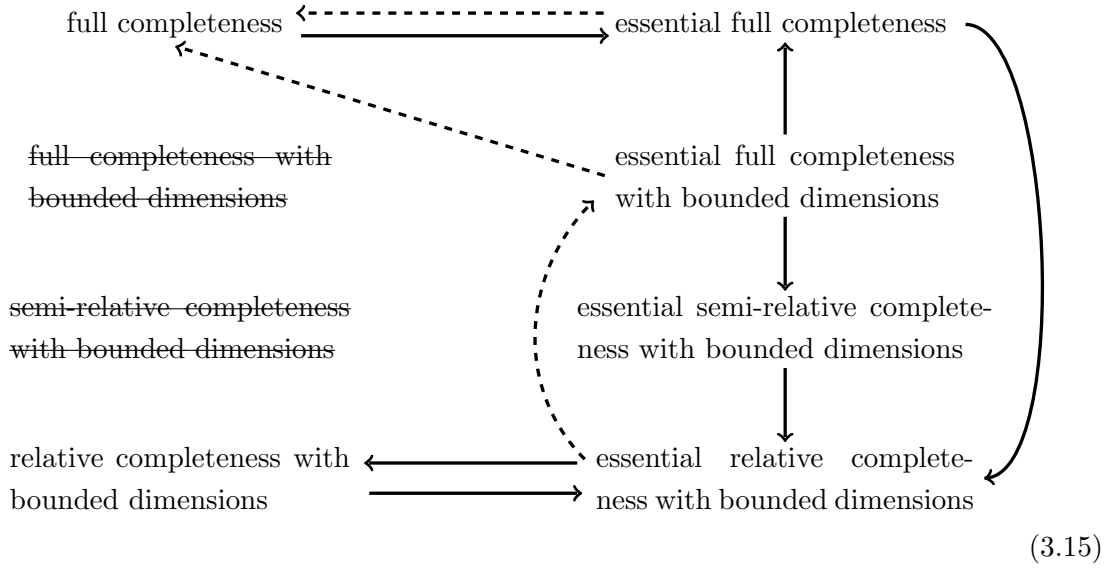 full completeness
essential full completeness
full completeness with
bounded dimensions
essential full completeness
with bounded dimensions
semi-relative completeness
with bounded dimensions
essential semi-relative complete-
ness with bounded dimensions
relative completeness with
bounded dimensions
essential relative complete-
ness with bounded dimensions
(3.15)